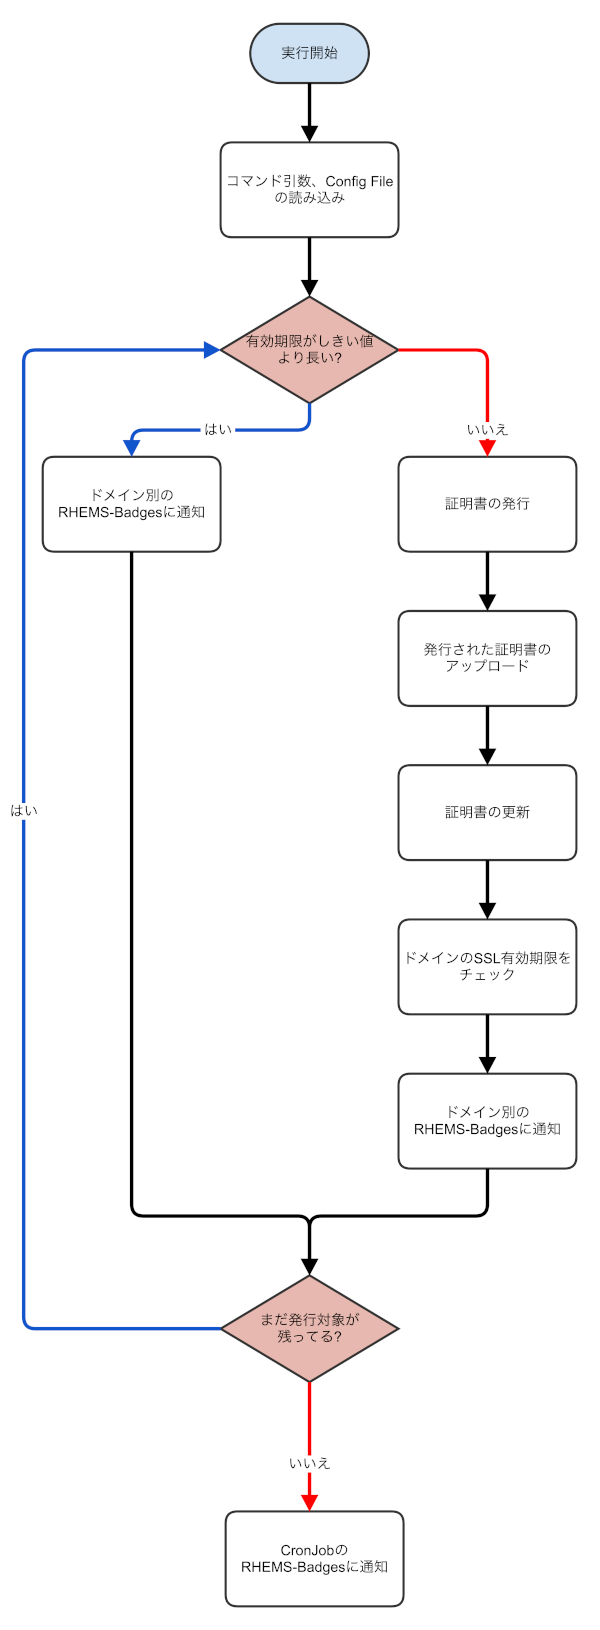 実行開始
コマンド引数、Config File
の読み込み
有効期限がしきい値
より長い?
はい
いいえ
ドメイン別の
RHEMS-Badgesに通知
証明書の発行
発行された証明書の
アップロード
証明書の更新
はい
ドメインのSSL有効期限を
チェック
ドメイン別の
RHEMS-Badgesに通知
まだ発行対象が
残ってる?
いいえ
CronJobの
RHEMS-Badgesに通知